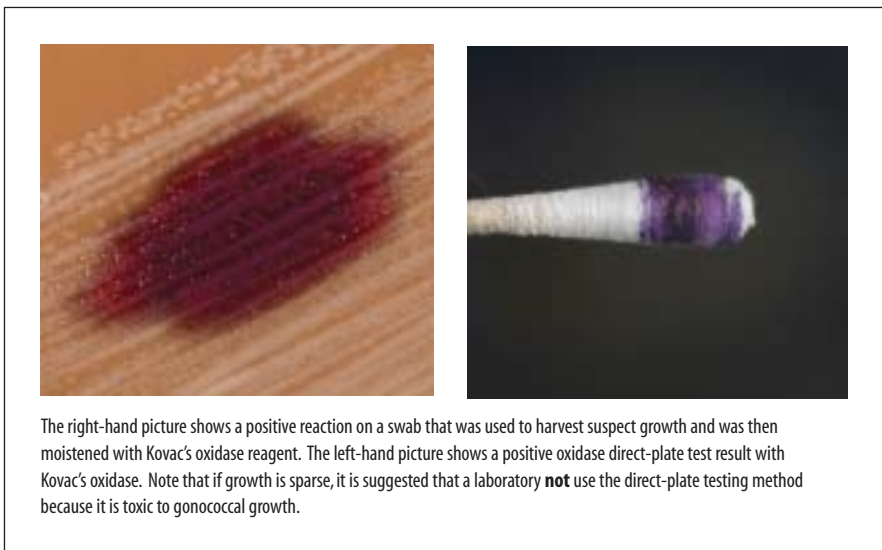 The right-hand picture shows a positive reaction on a swab that was used to harvest suspect growth and was then
moistened with Kovac’s oxidase reagent. The left-hand picture shows a positive oxidase direct-plate test result with
Kovac’s oxidase. Note that if growth is sparse, it is suggested that a laboratory not use the direct-plate testing method
because it is toxic to gonococcal growth.